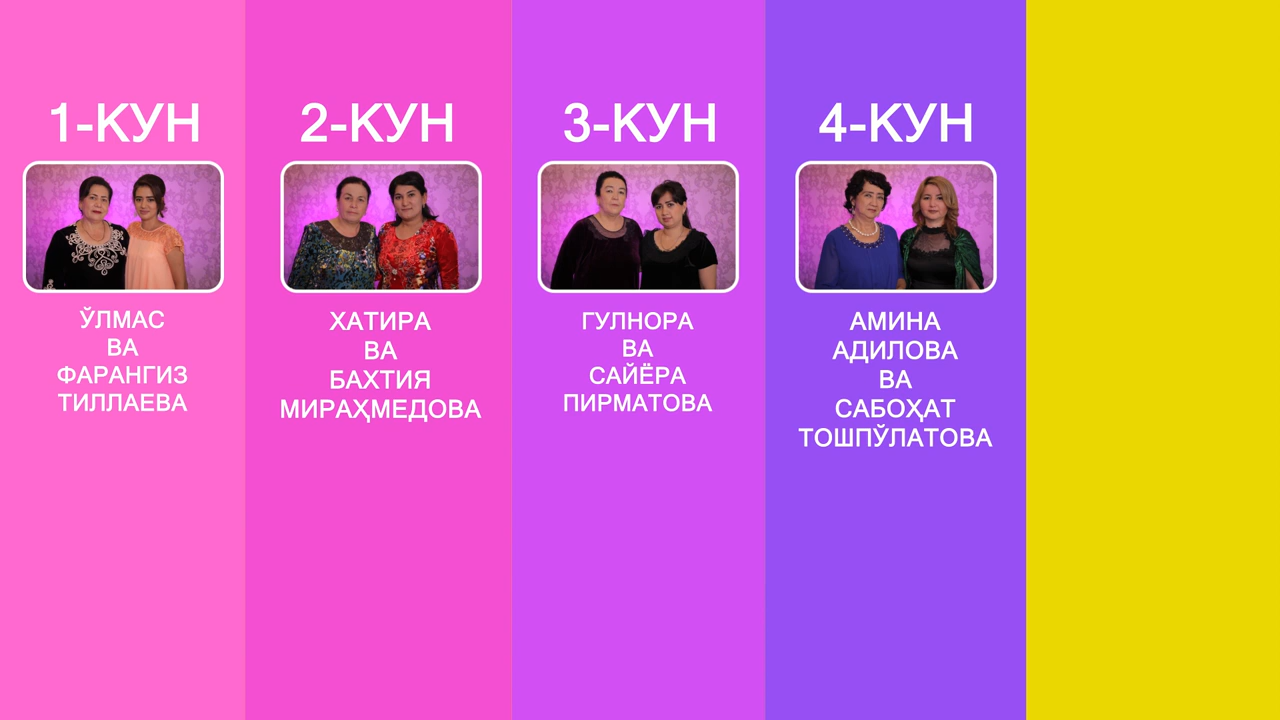 1-КУН
ЎЛМАС
ВА
ФАРАНГИЗ
ТИЛЛАЕВА
2-КУН
ХАТИРА
ВА
БАХТИЯ
МИРАҲМЕДОВА
3-КУН
ГУЛНОРА
ВА
САЙЁРА
ПИРМАТОВА
4-КУН
АМИНА
АДИЛОВА
ВА
САБОҲАТ
ТОШПЎЛАТОВА